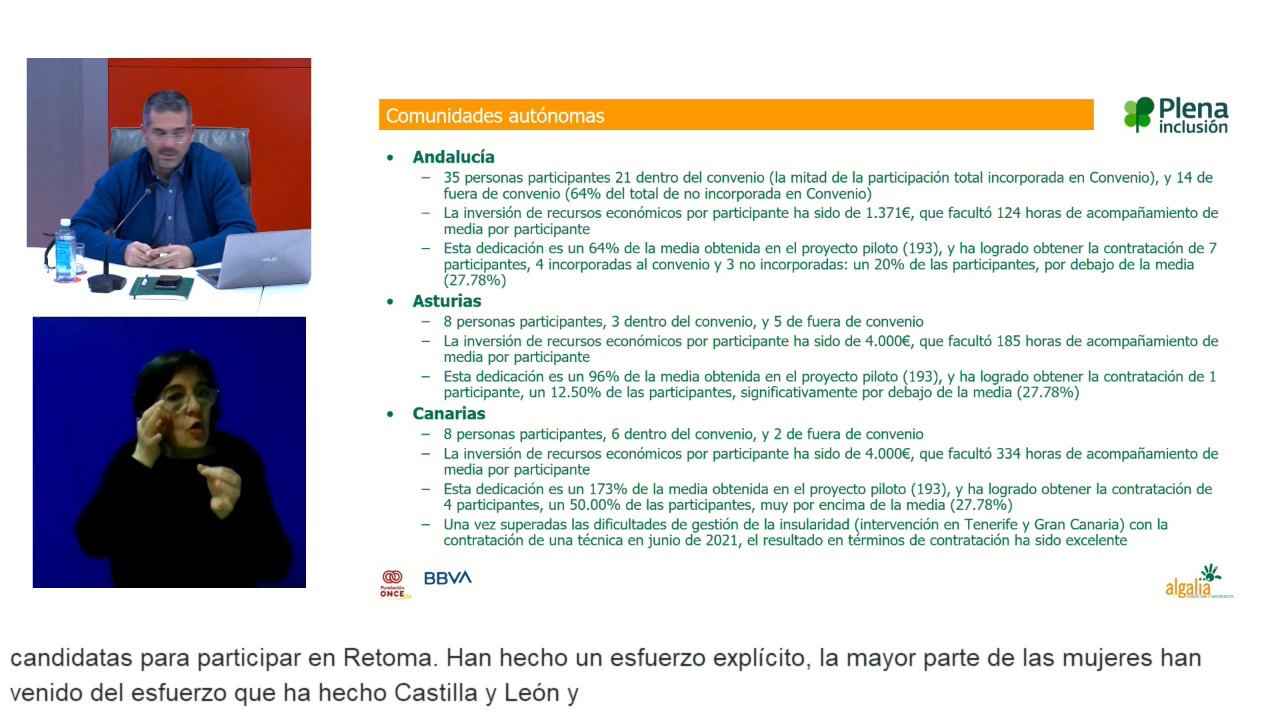 Comunidades autónomas
Plena
inclusión
• Andalucía
– 35 personas participantes 21 dentro del convenio (la mitad de la participación total incorporada en Convenio), y 14 de
fuera de convenio (64% del total de no incorporada en Convenio)
– La inversión de recursos económicos por participante ha sido de 1.371€, que facultó 124 horas de acompañamiento de
media por participante
– Esta dedicación es un 64% de la media obtenida en el proyecto piloto (193), y ha logrado obtener la contratación de 7
participantes, 4 incorporadas al convenio y 3 no incorporadas: un 20% de las participantes, por debajo de la media
(27.78%)
• Asturias
– 8 personas participantes, 3 dentro del convenio, y 5 de fuera de convenio
– La inversión de recursos económicos por participante ha sido de 4.000€, que facultó 185 horas de acompañamiento de
media por participante
– Esta dedicación es un 96% de la media obtenida en el proyecto piloto (193), y ha logrado obtener la contratación de 1
participante, un 12.50% de las participantes, significativamente por debajo de la media (27.78%)
• Canarias
– 8 personas participantes, 6 dentro del convenio, y 2 de fuera de convenio
– La inversión de recursos económicos por participante ha sido de 4.000€, que facultó 334 horas de acompañamiento de
media por participante
– Esta dedicación es un 173% de la media obtenida en el proyecto piloto (193), y ha logrado obtener la contratación de
4 participantes, un 50.00% de las participantes, muy por encima de la media (27.78%)
– Una vez superadas las dificultades de gestión de la insularidad (intervención en Tenerife y Gran Canaria) con la
contratación de una técnica en junio de 2021, el resultado en términos de contratación ha sido excelente
Fundación
ONCE
BBVA
algalia
candidatas para participar en Retoma. Han hecho un esfuerzo explícito, la mayor parte de las mujeres han
venido del esfuerzo que ha hecho Castilla y León y